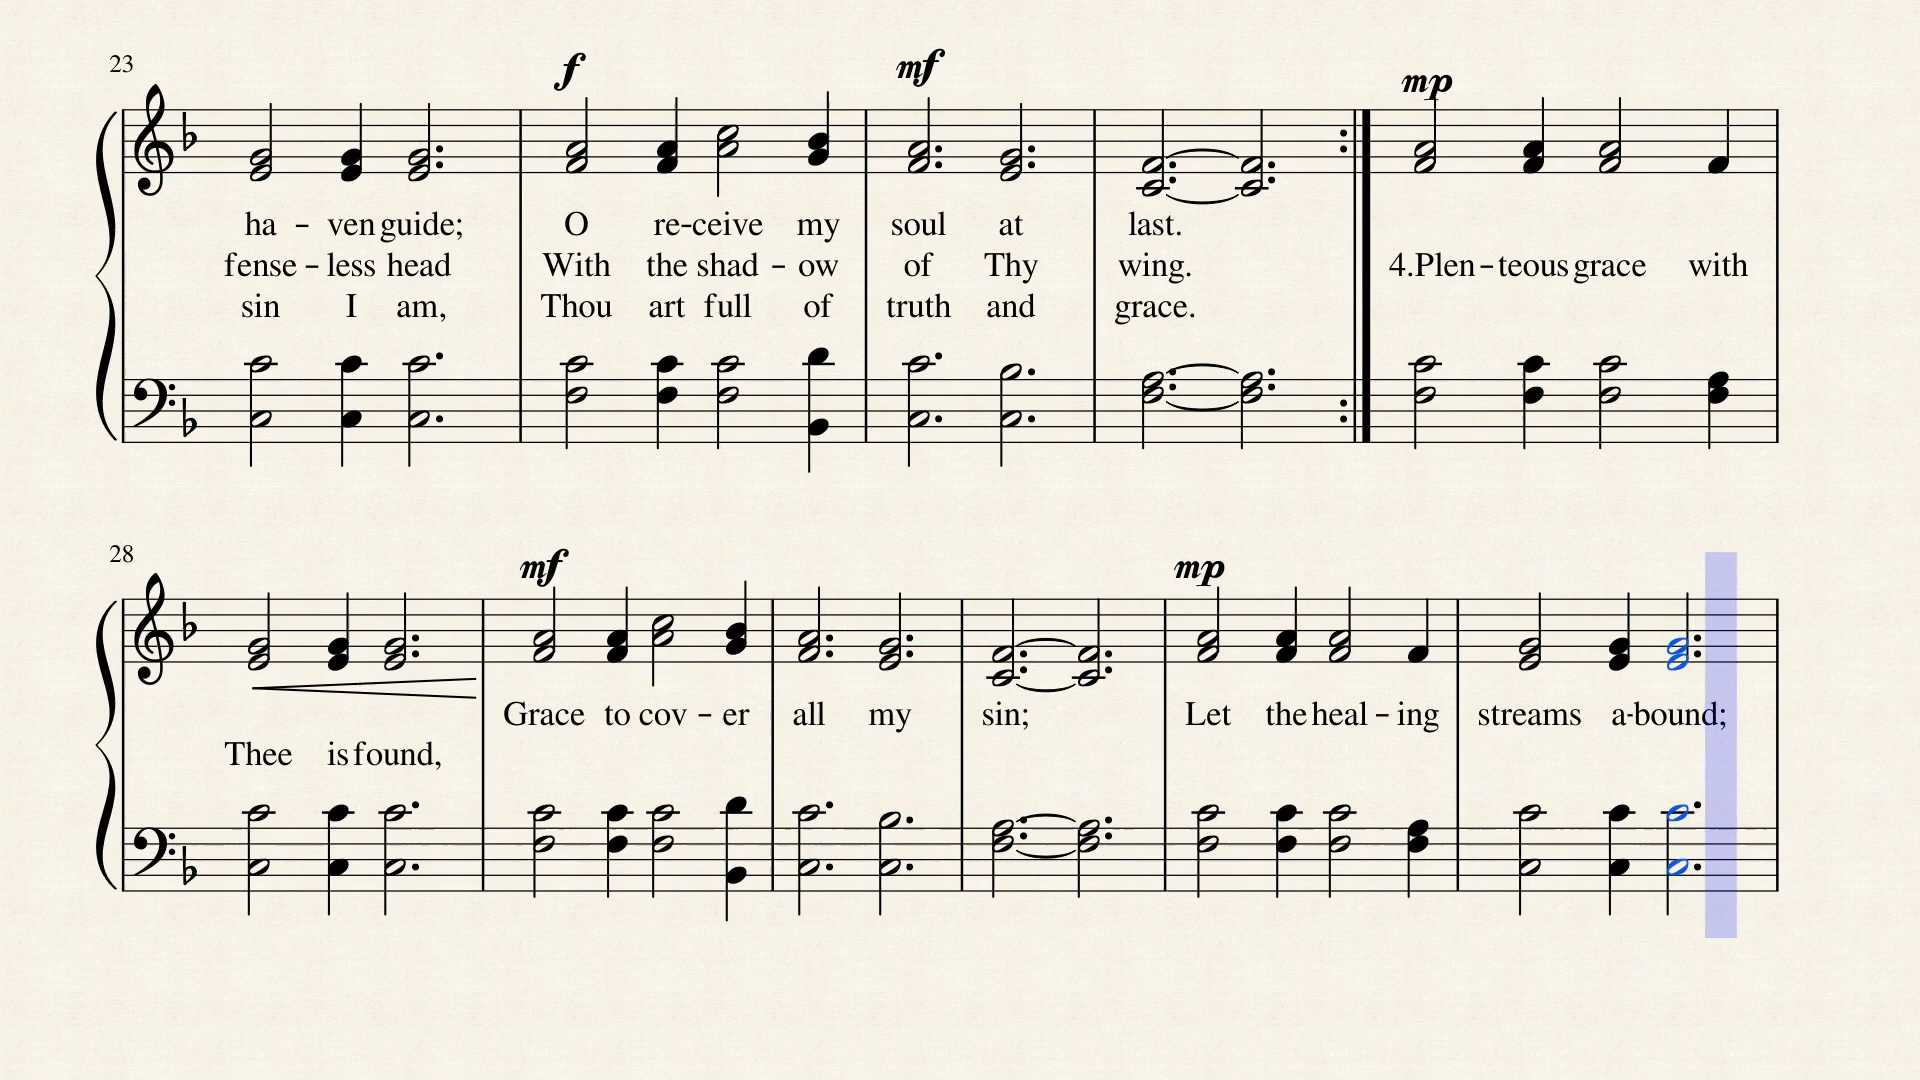 23
f mf mp
ha – ven guide; O re-ceive my soul at last.
fense – less head With the shad – ow of Thy wing. 4.Plen – teous grace with
sin I am, Thou art full of truth and grace.
28
mf mp
Grace to cov – er all my sin; Let the heal – ing streams a-bound;
Thee is found,